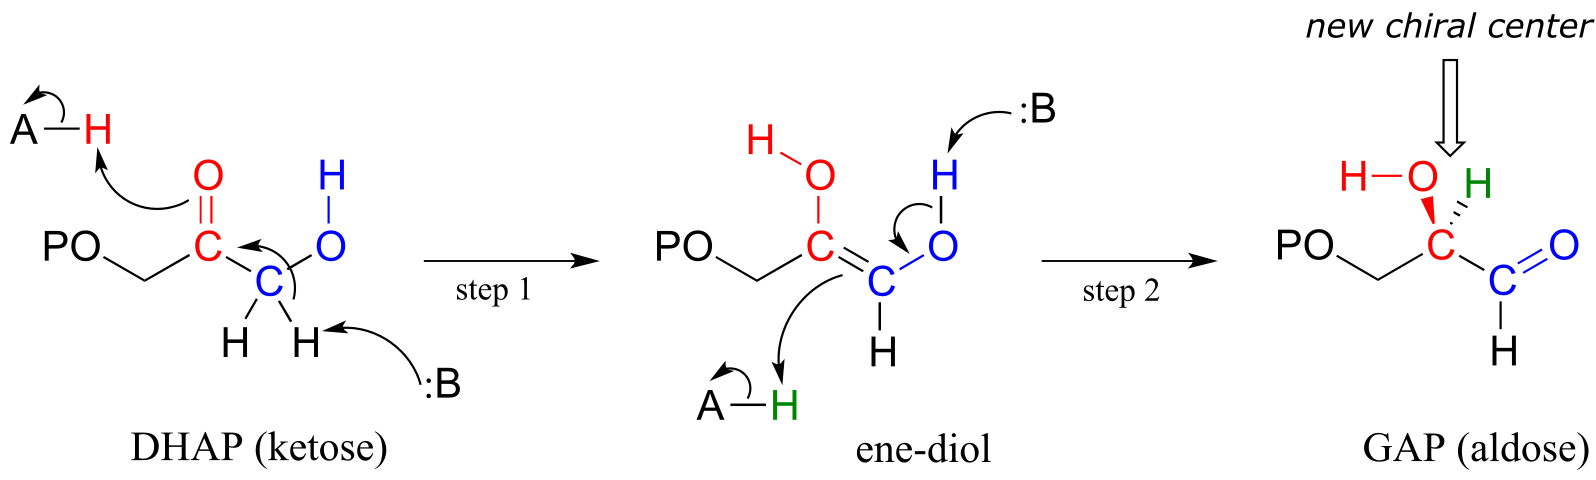 new chiral center
A H
O H
PO C O
C
H H
:B
DHAP (ketose)
step 1
H O H :B
PO C O
C
H
A H
ene-diol
step 2
H O H
PO C O
C
H
GAP (aldose)